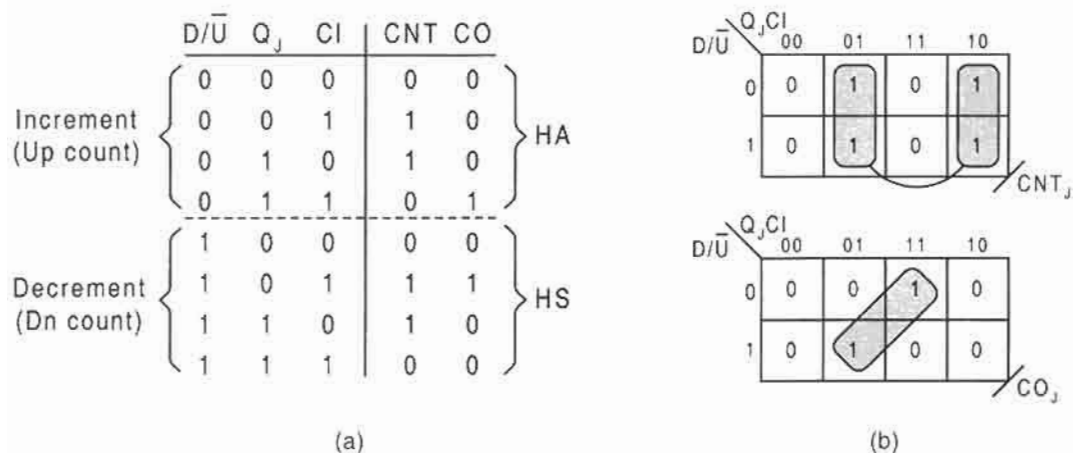 D/U̅ Q_J CI CNT CO
0 0 0 0 0
0 0 1 1 0
0 1 0 1 0
0 1 1 0 1
1 0 0 0 0
1 0 1 1 1
1 1 0 1 0
1 1 1 0 0
Increment
(Up count)
HA
Decrement
(Dn count)
HS
(a)
Q_JCI
D/U̅ 00 01 11 10
0 0 1 0 1
1 0 1 0 1
CNT_J
Q_JCI
D/U̅ 00 01 11 10
0 0 0 1 0
1 0 1 0 0
CO_J
(b)